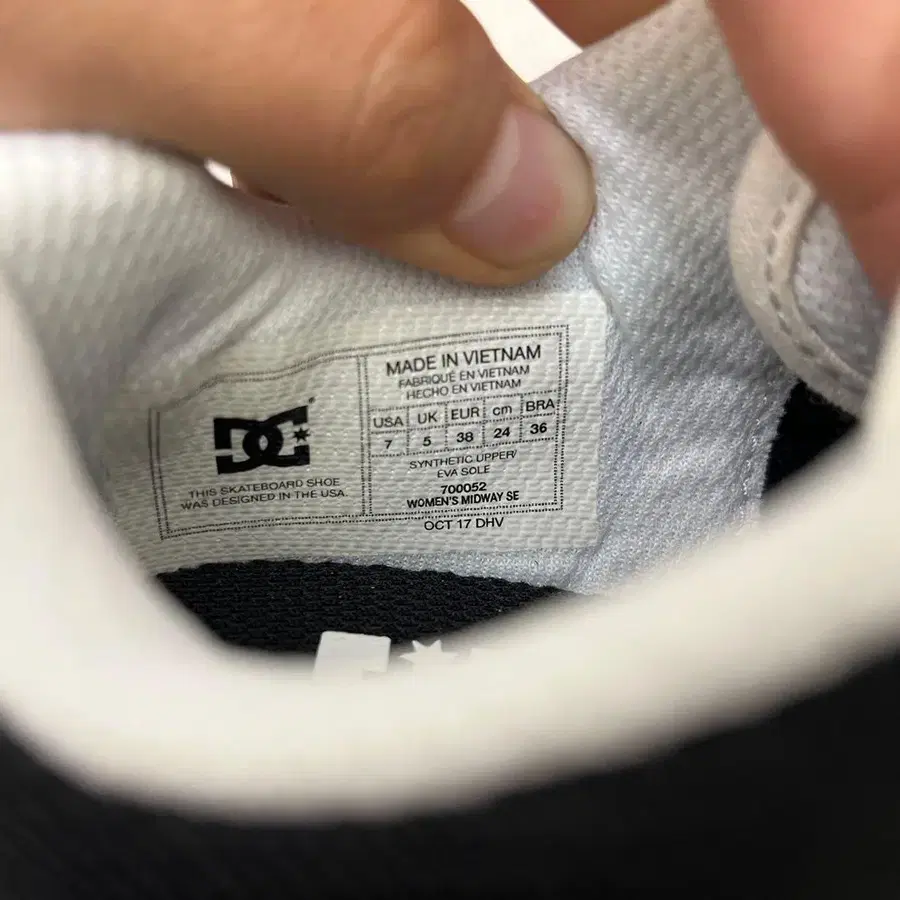 DC
THIS SKATEBOARD SHOE
WAS DESIGNED IN THE USA.
MADE IN VIETNAM
FABRIQUÉ EN VIETNAM
HECHO EN VIETNAM
USA UK EUR cm BRA
7 5 38 24 36
SYNTHETIC UPPER/
EVA SOLE
700052
WOMEN'S MIDWAY SE
OCT 17 DHV